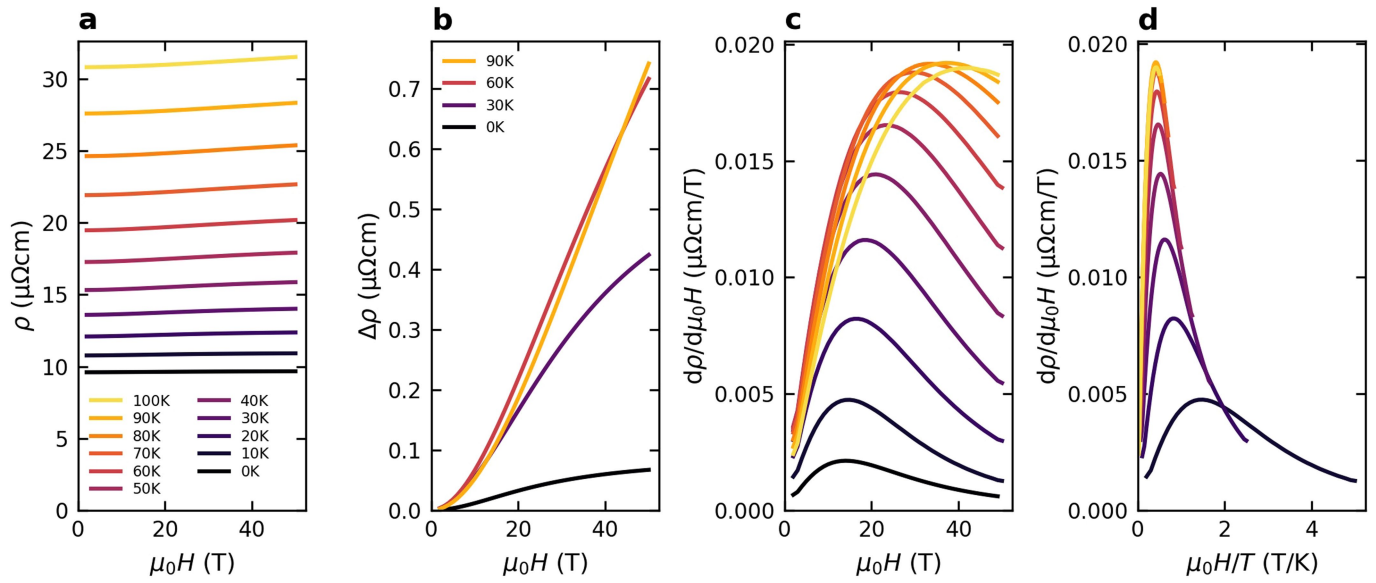 a
30
25
20
15
10
5
0
ρ (μΩcm)
100K
90K
80K
70K
60K
50K
40K
30K
20K
10K
0K
0 20 40
μ₀H (T)
b
0.7
0.6
0.5
0.4
0.3
0.2
0.1
0.0
Δρ (μΩcm)
90K
60K
30K
0K
0 20 40
μ₀H (T)
c
0.020
0.015
0.010
0.005
0.000
dρ/dμ₀H (μΩcm/T)
0 20 40
μ₀H (T)
d
0.020
0.015
0.010
0.005
0.000
dρ/dμ₀H (μΩcm/T)
0 2 4
μ₀H/T (T/K)